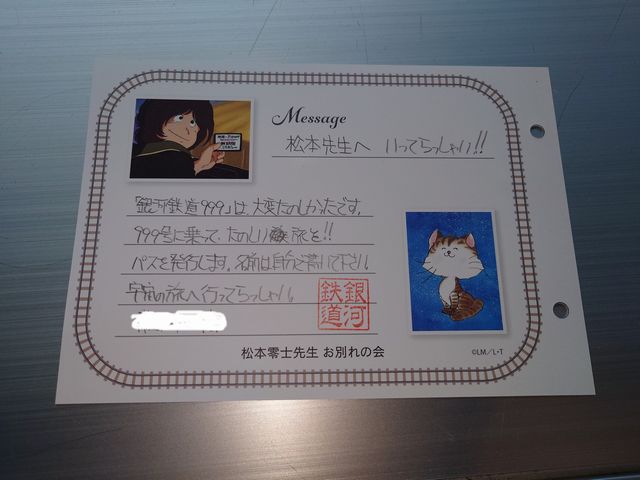 Message
松本先生へ いってらっしゃい!!
「銀河鉄道999」は、大変たのしかったです。
999号に乗って、たのしい 旅を!!
パスを発行します。名前は自分で書いて下さい!!
宇宙の旅へ行ってらっしゃい。
銀河
鉄道
松本零士先生 お別れの会
©LM／L・T